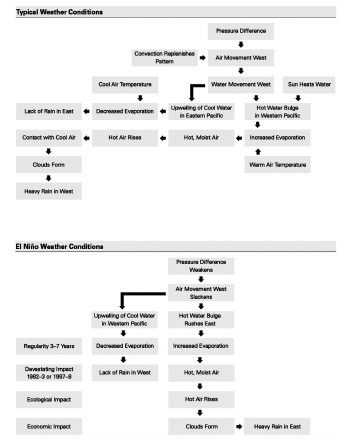 Typical Weather Conditions
Pressure Difference
Convection Replenishes
Pattern
Air Movement West
Cool Air Temperature
Water Movement West
Sun Heats Water
Lack of Rain in East
Decreased Evaporation
Upwelling of Cool Water
in Eastern Pacific
Hot Water Bulge
in Western Pacific
Contact with Cool Air
Hot Air Rises
Hot, Moist Air
Increased Evaporation
Clouds Form
Warm Air Temperature
Heavy Rain in West
El Niño Weather Conditions
Pressure Difference
Weakens
Air Movement West
Slackens
Upwelling of Cool Water
in Western Pacific
Hot Water Bulge
Rushes East
Regularity 3–7 Years
Decreased Evaporation
Increased Evaporation
Devastating Impact
1982–3 or 1997–8
Lack of Rain in West
Hot, Moist Air
Ecological Impact
Hot Air Rises
Economic Impact
Clouds Form
Heavy Rain in East